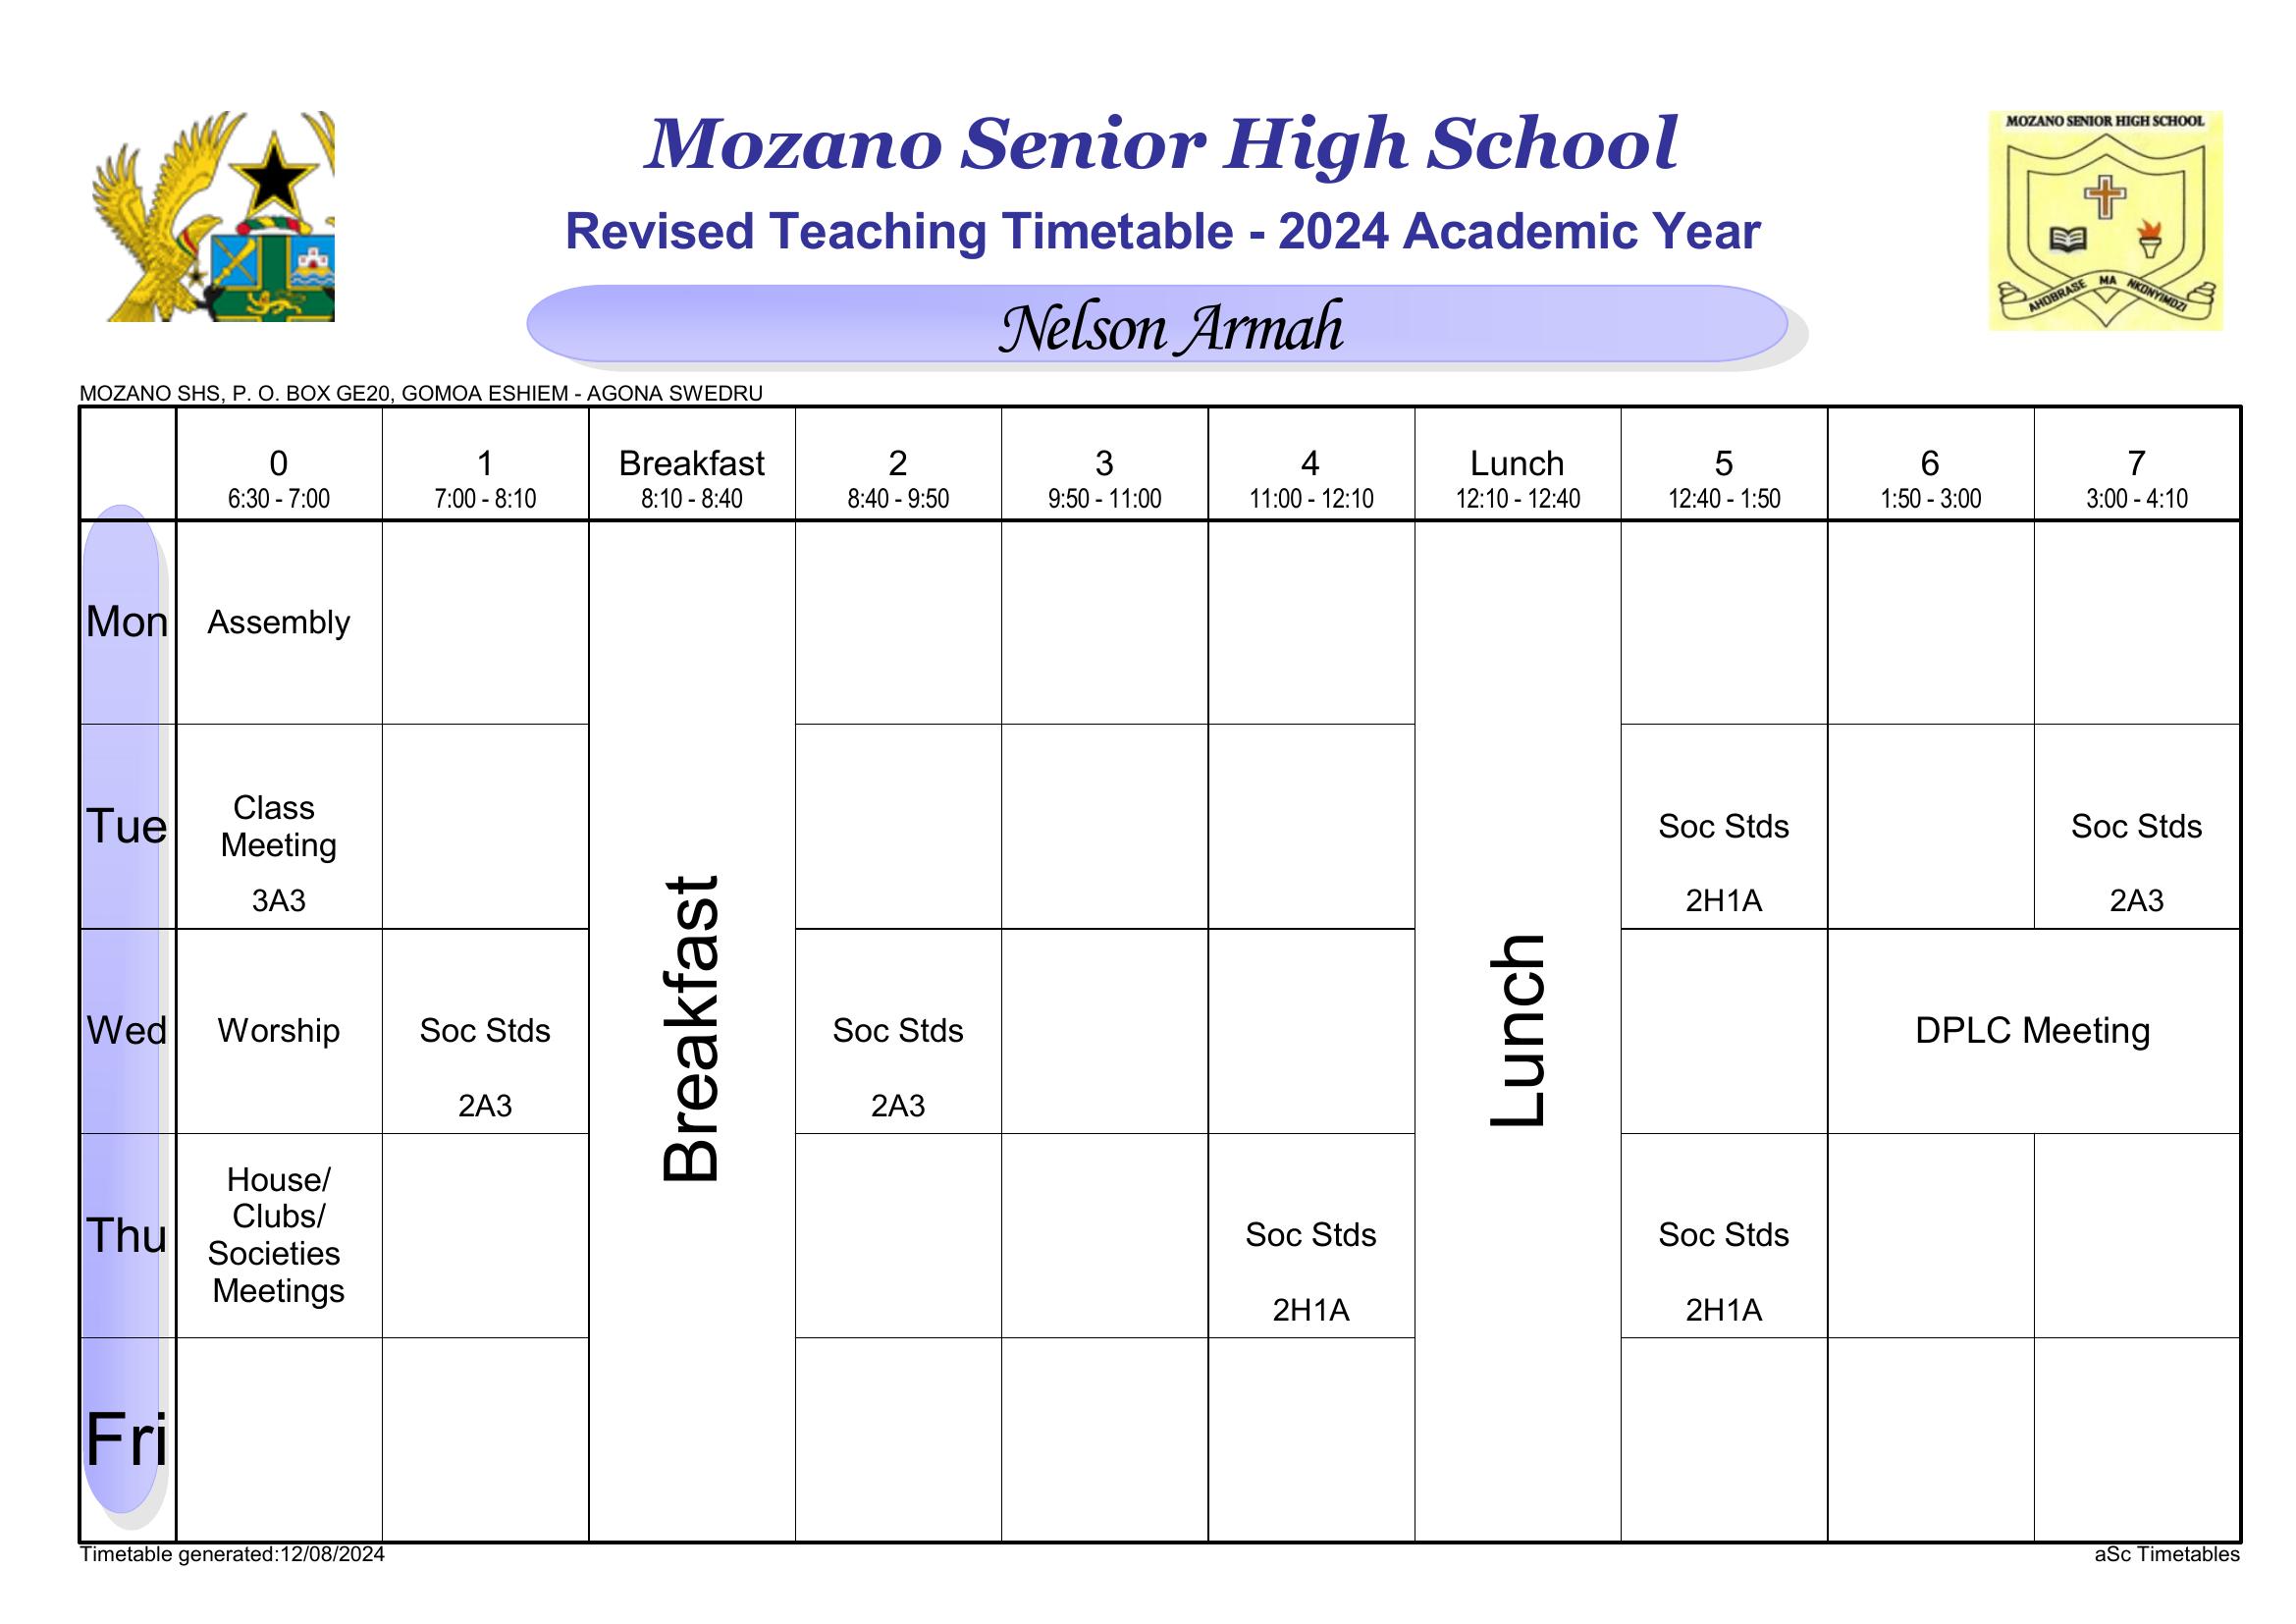 MOZANO SENIOR HIGH SCHOOL
AHOBRASE MA NKONYIMDZI
Mozano Senior High School
Revised Teaching Timetable - 2024 Academic Year
Nelson Armah
MOZANO SHS, P. O. BOX GE20, GOMOA ESHIEM - AGONA SWEDRU
0 1 Breakfast 2 3 4 Lunch 5 6 7
6:30 - 7:00 7:00 - 8:10 8:10 - 8:40 8:40 - 9:50 9:50 - 11:00 11:00 - 12:10 12:10 - 12:40 12:40 - 1:50 1:50 - 3:00 3:00 - 4:10
Breakfast
Lunch
Mon
Assembly
Tue
Class
Meeting
3A3
Soc Stds
2H1A
Soc Stds
2A3
Wed
Worship
Soc Stds
2A3
Soc Stds
2A3
DPLC Meeting
Thu
House/
Clubs/
Societies
Meetings
Soc Stds
2H1A
Soc Stds
2H1A
Fri
Timetable generated:12/08/2024
aSc Timetables